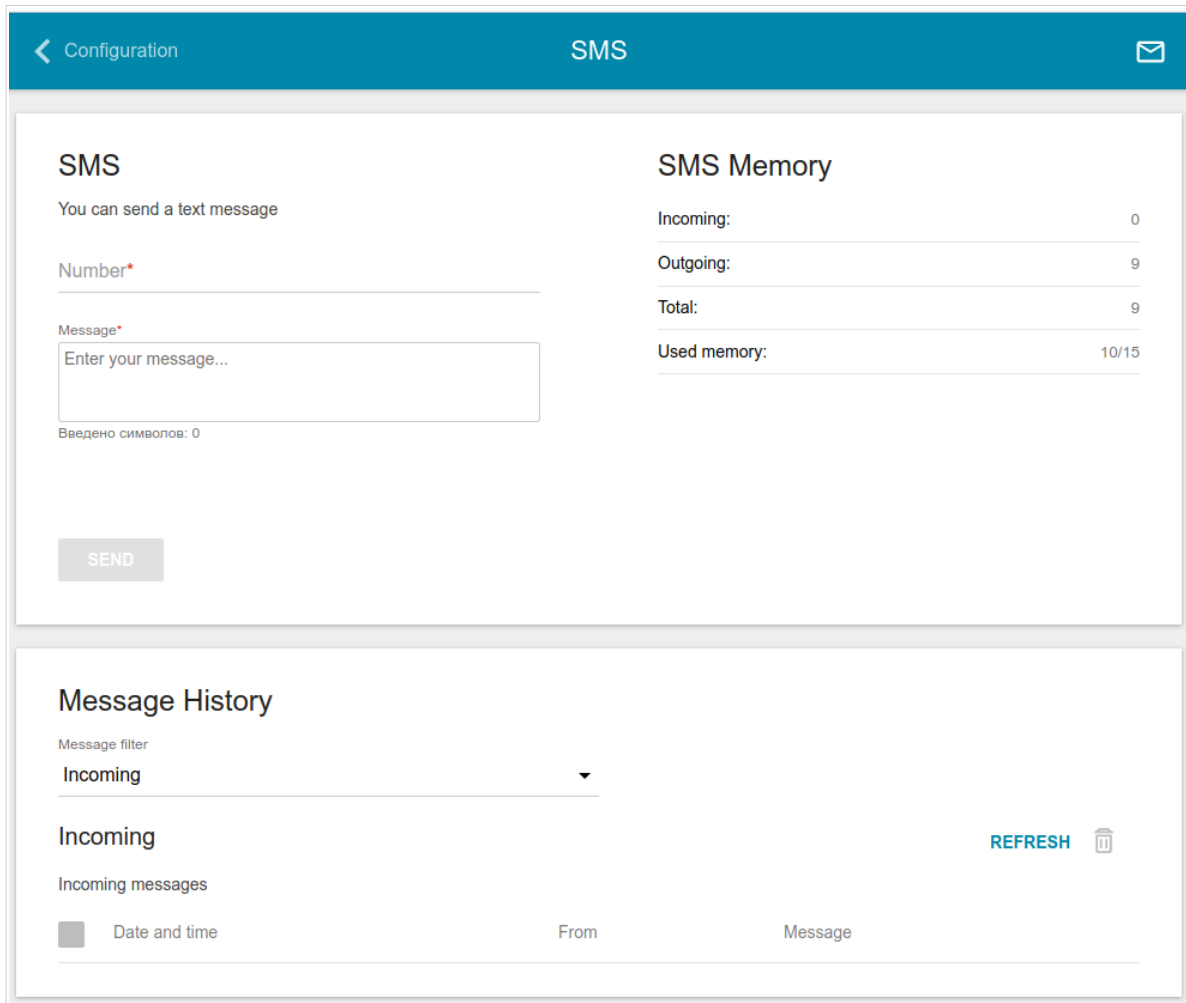 Configuration
SMS
SMS
You can send a text message
Number*
Message*
Enter your message...
Введено символов: 0
SEND
SMS Memory
Incoming: 0
Outgoing: 9
Total: 9
Used memory: 10/15
Message History
Message filter
Incoming
Incoming
REFRESH
Incoming messages
Date and time From Message